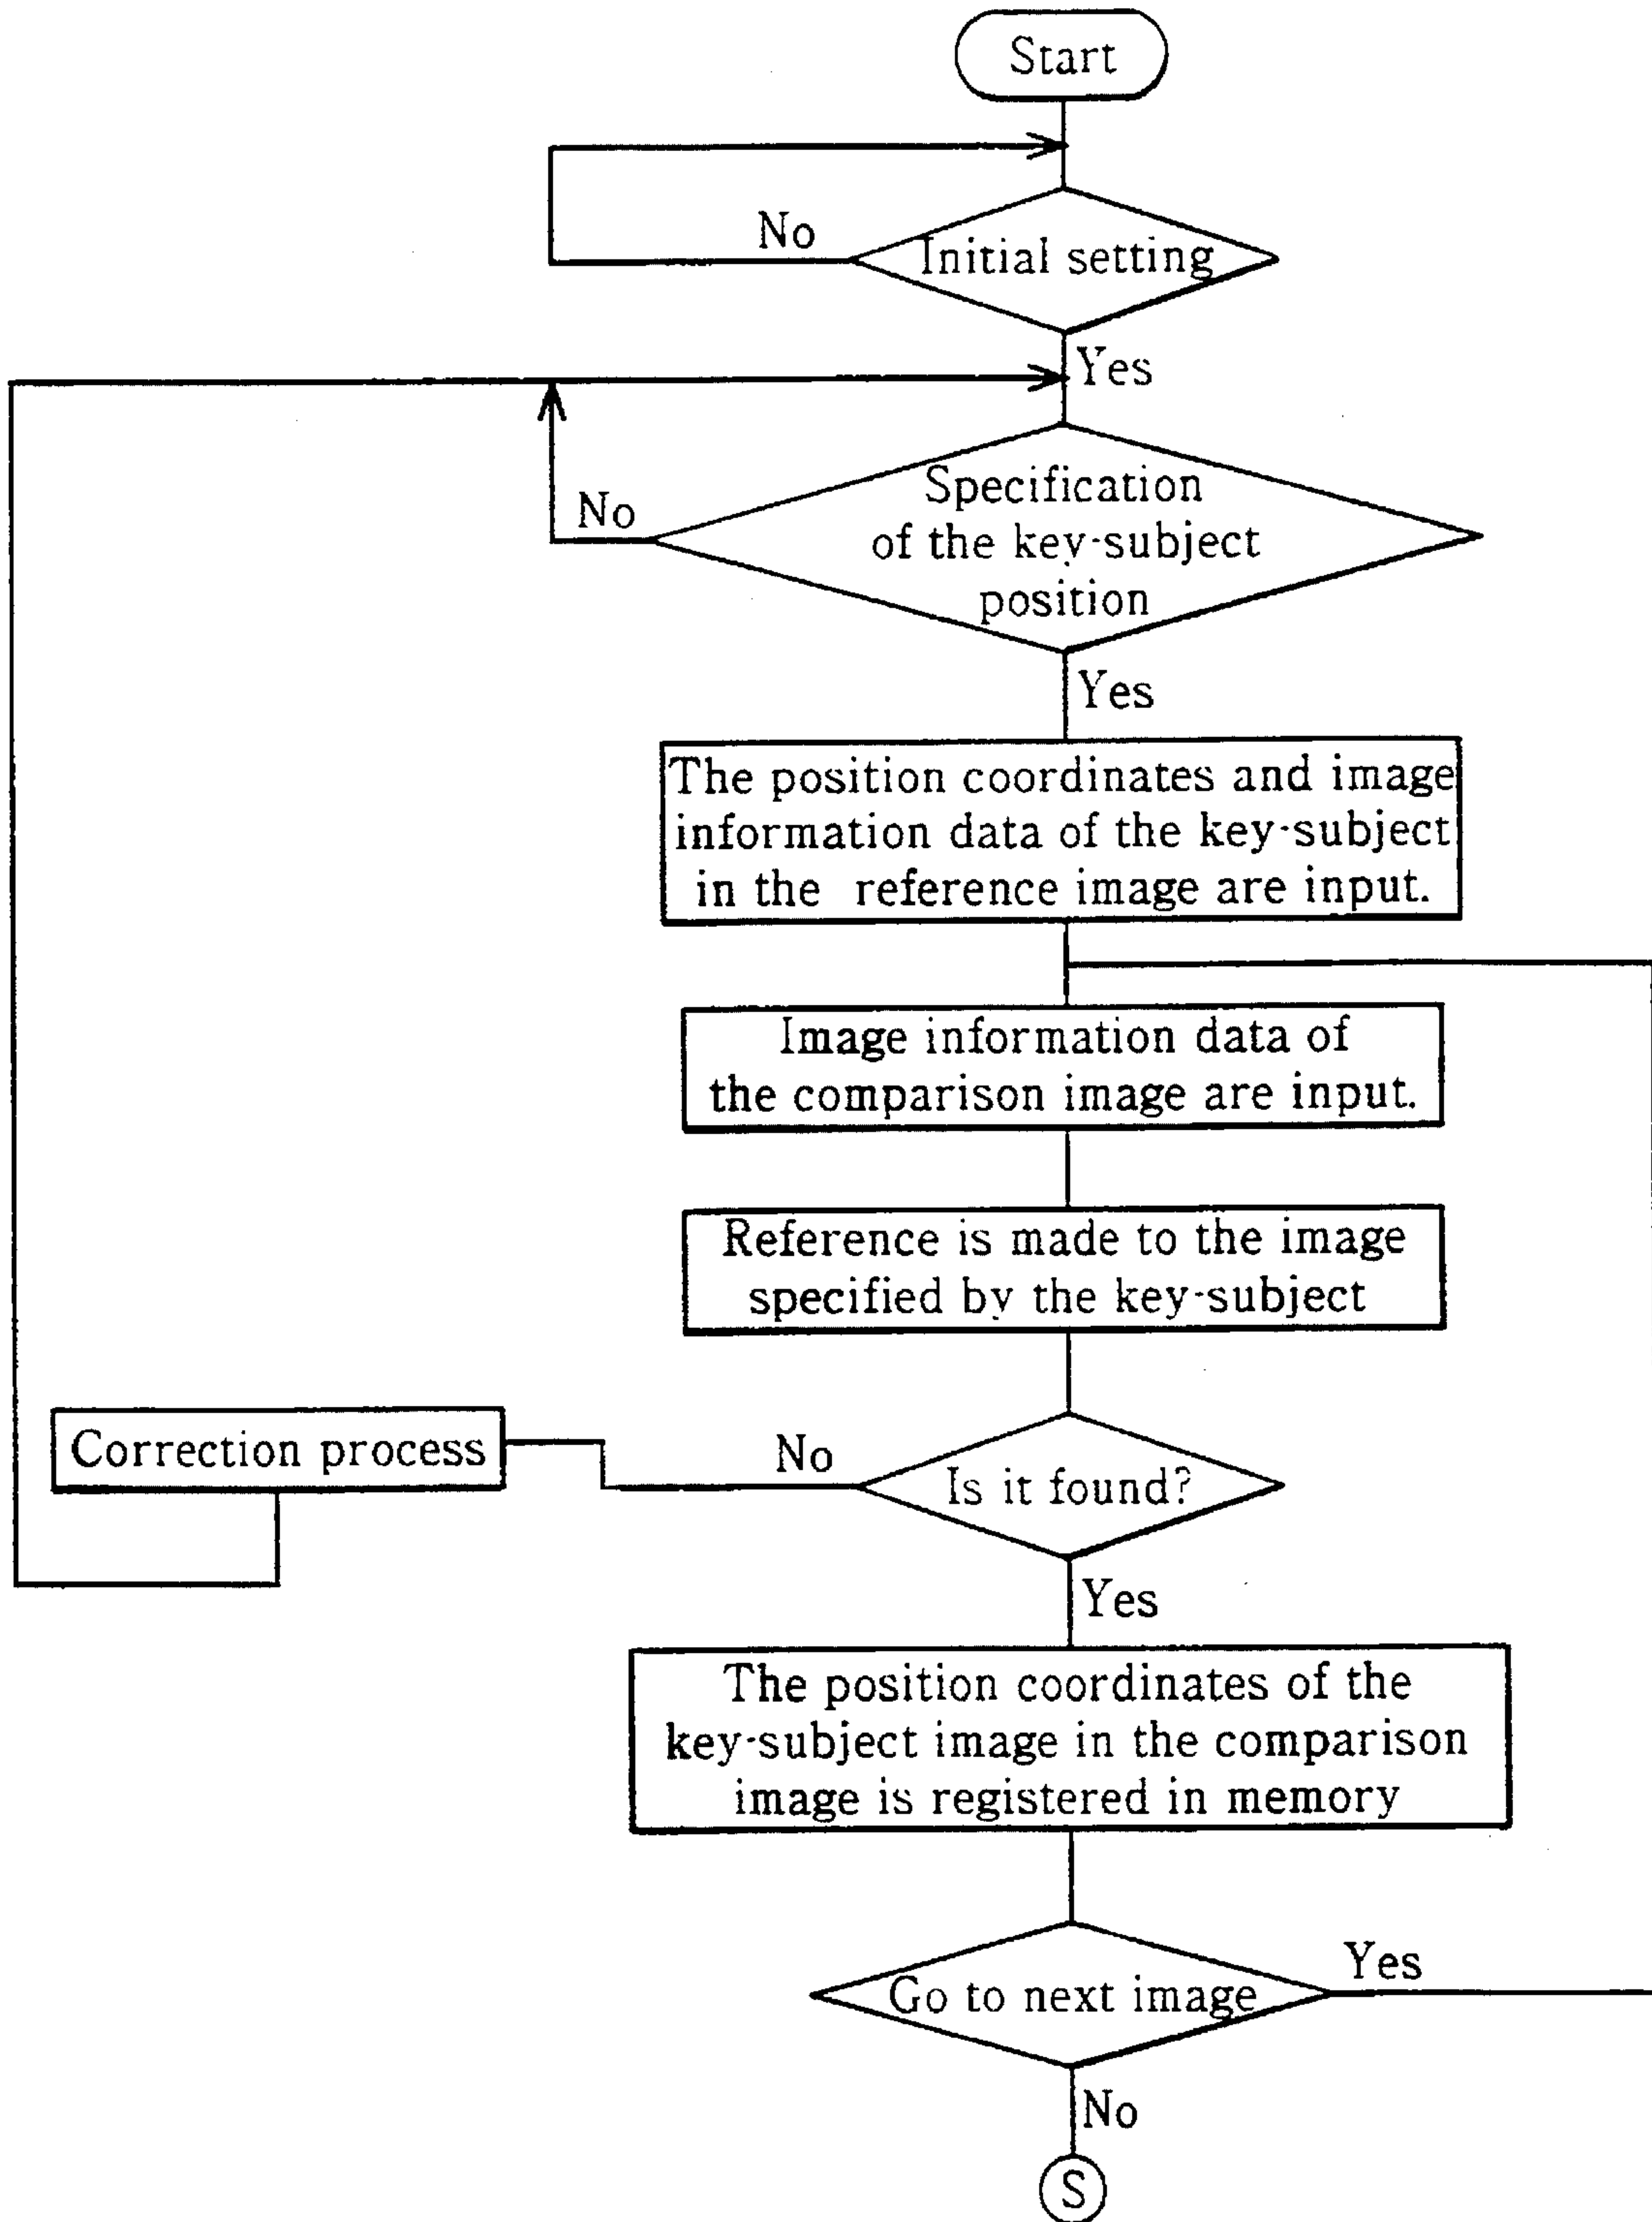 Start
No
Initial setting
Yes
No
Specification
of the key-subject
position
Yes
The position coordinates and image
information data of the key-subject
in the reference image are input.
Image information data of
the comparison image are input.
Reference is made to the image
specified by the key-subject
Correction process
No
Is it found?
Yes
The position coordinates of the
key-subject image in the comparison
image is registered in memory
Go to next image
Yes
No
S